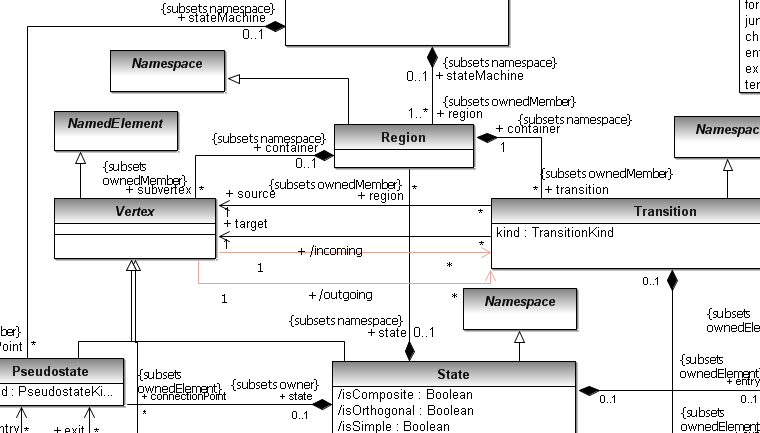 {subsets namespace}
+ stateMachine
0..1
for
jun
ch
en
ex
ter
Namespace
{subsets namespace}
0..1
+ stateMachine
{subsets ownedMember}
1..*
+ region
NamedElement
{subsets namespace}
+ container
0..1
Region
{subsets namespace}
+ container
1
Namespac
{subsets
ownedMember}
+ subvertex
*
{subsets ownedMember}
+ region
*
{subsets ownedMember}
*
+ transition
Vertex
+ source
1
*
Transition
+ target
1
*
kind : TransitionKind
+ /incoming
1
*
+ /outgoing
1
*
0..1
Namespace
{subsets
ownedEle
{subsets namespace}
+ state
0..1
ber}
Point
*
Pseudostate
d : PseudostateKi...
{subsets
ownedElement}
+ connectionPoint
*
{subsets owner}
+ state
0..1
State
/isComposite : Boolean
/isOrthogonal : Boolean
/isSimple : Boolean
0..1
{subsets
ownedElem
+ entry
0..1
{subsets
ownedElem
ntry
*
+ exit
*